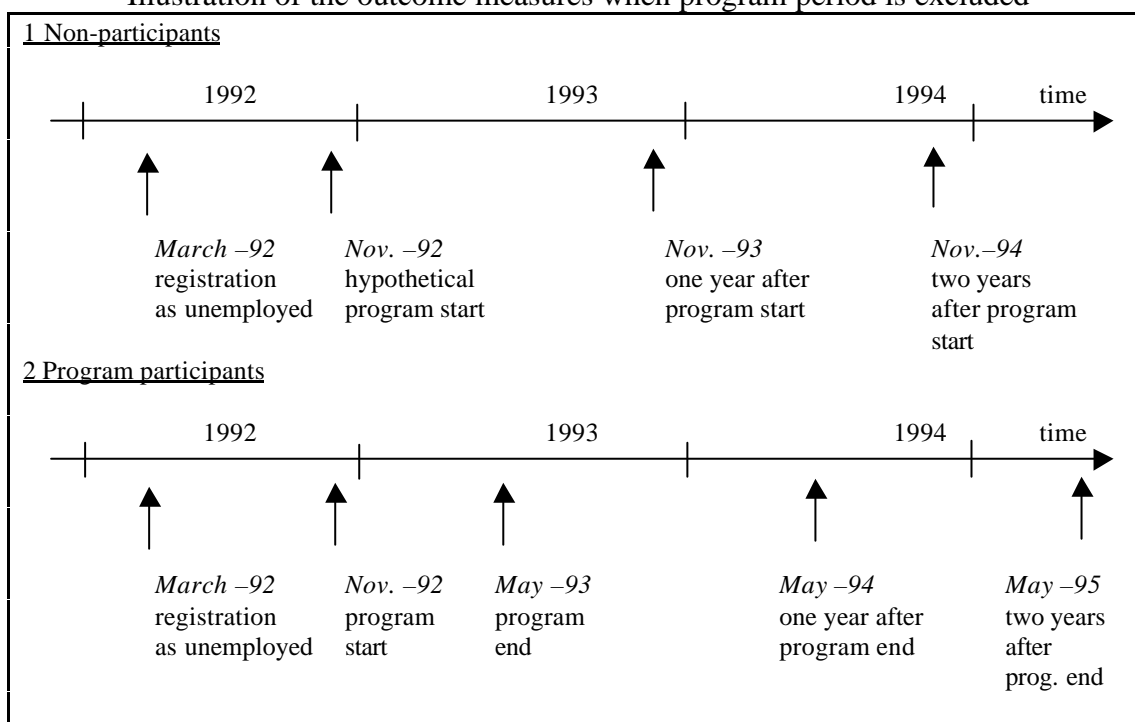 Illustration of the outcome measures when program period is excluded
1 Non-participants
1992 1993 1994 time
March –92 Nov. –92 Nov. –93 Nov.–94
registration hypothetical one year after two years
as unemployed program start program start after program
start
2 Program participants
1992 1993 1994 time
March –92 Nov. –92 May –93 May –94 May –95
registration program program one year after two years
as unemployed start end program end after
prog. end